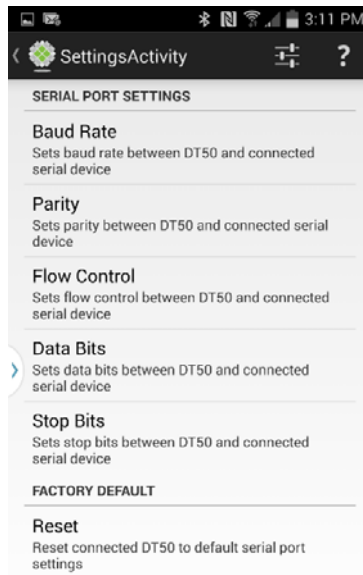 3:11 PM
SettingsActivity
?
SERIAL PORT SETTINGS
Baud Rate
Sets baud rate between DT50 and connected
serial device
Parity
Sets parity between DT50 and connected serial
device
Flow Control
Sets flow control between DT50 and connected
serial device
Data Bits
Sets data bits between DT50 and connected
serial device
Stop Bits
Sets stop bits between DT50 and connected
serial device
FACTORY DEFAULT
Reset
Reset connected DT50 to default serial port
settings